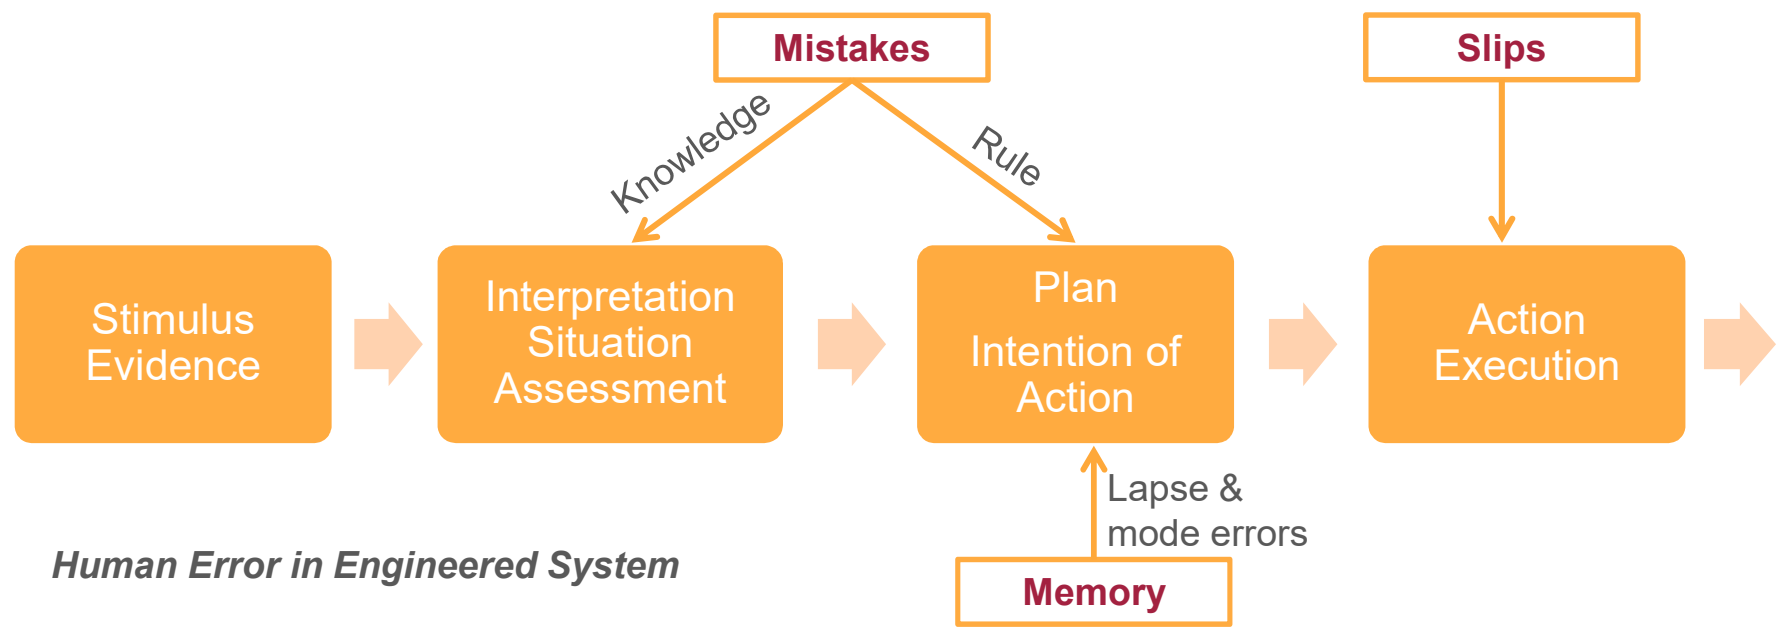 Mistakes
Slips
Knowledge
Rule
Stimulus
Evidence
Interpretation
Situation
Assessment
Plan
Intention of
Action
Action
Execution
Lapse &
mode errors
Human Error in Engineered System
Memory